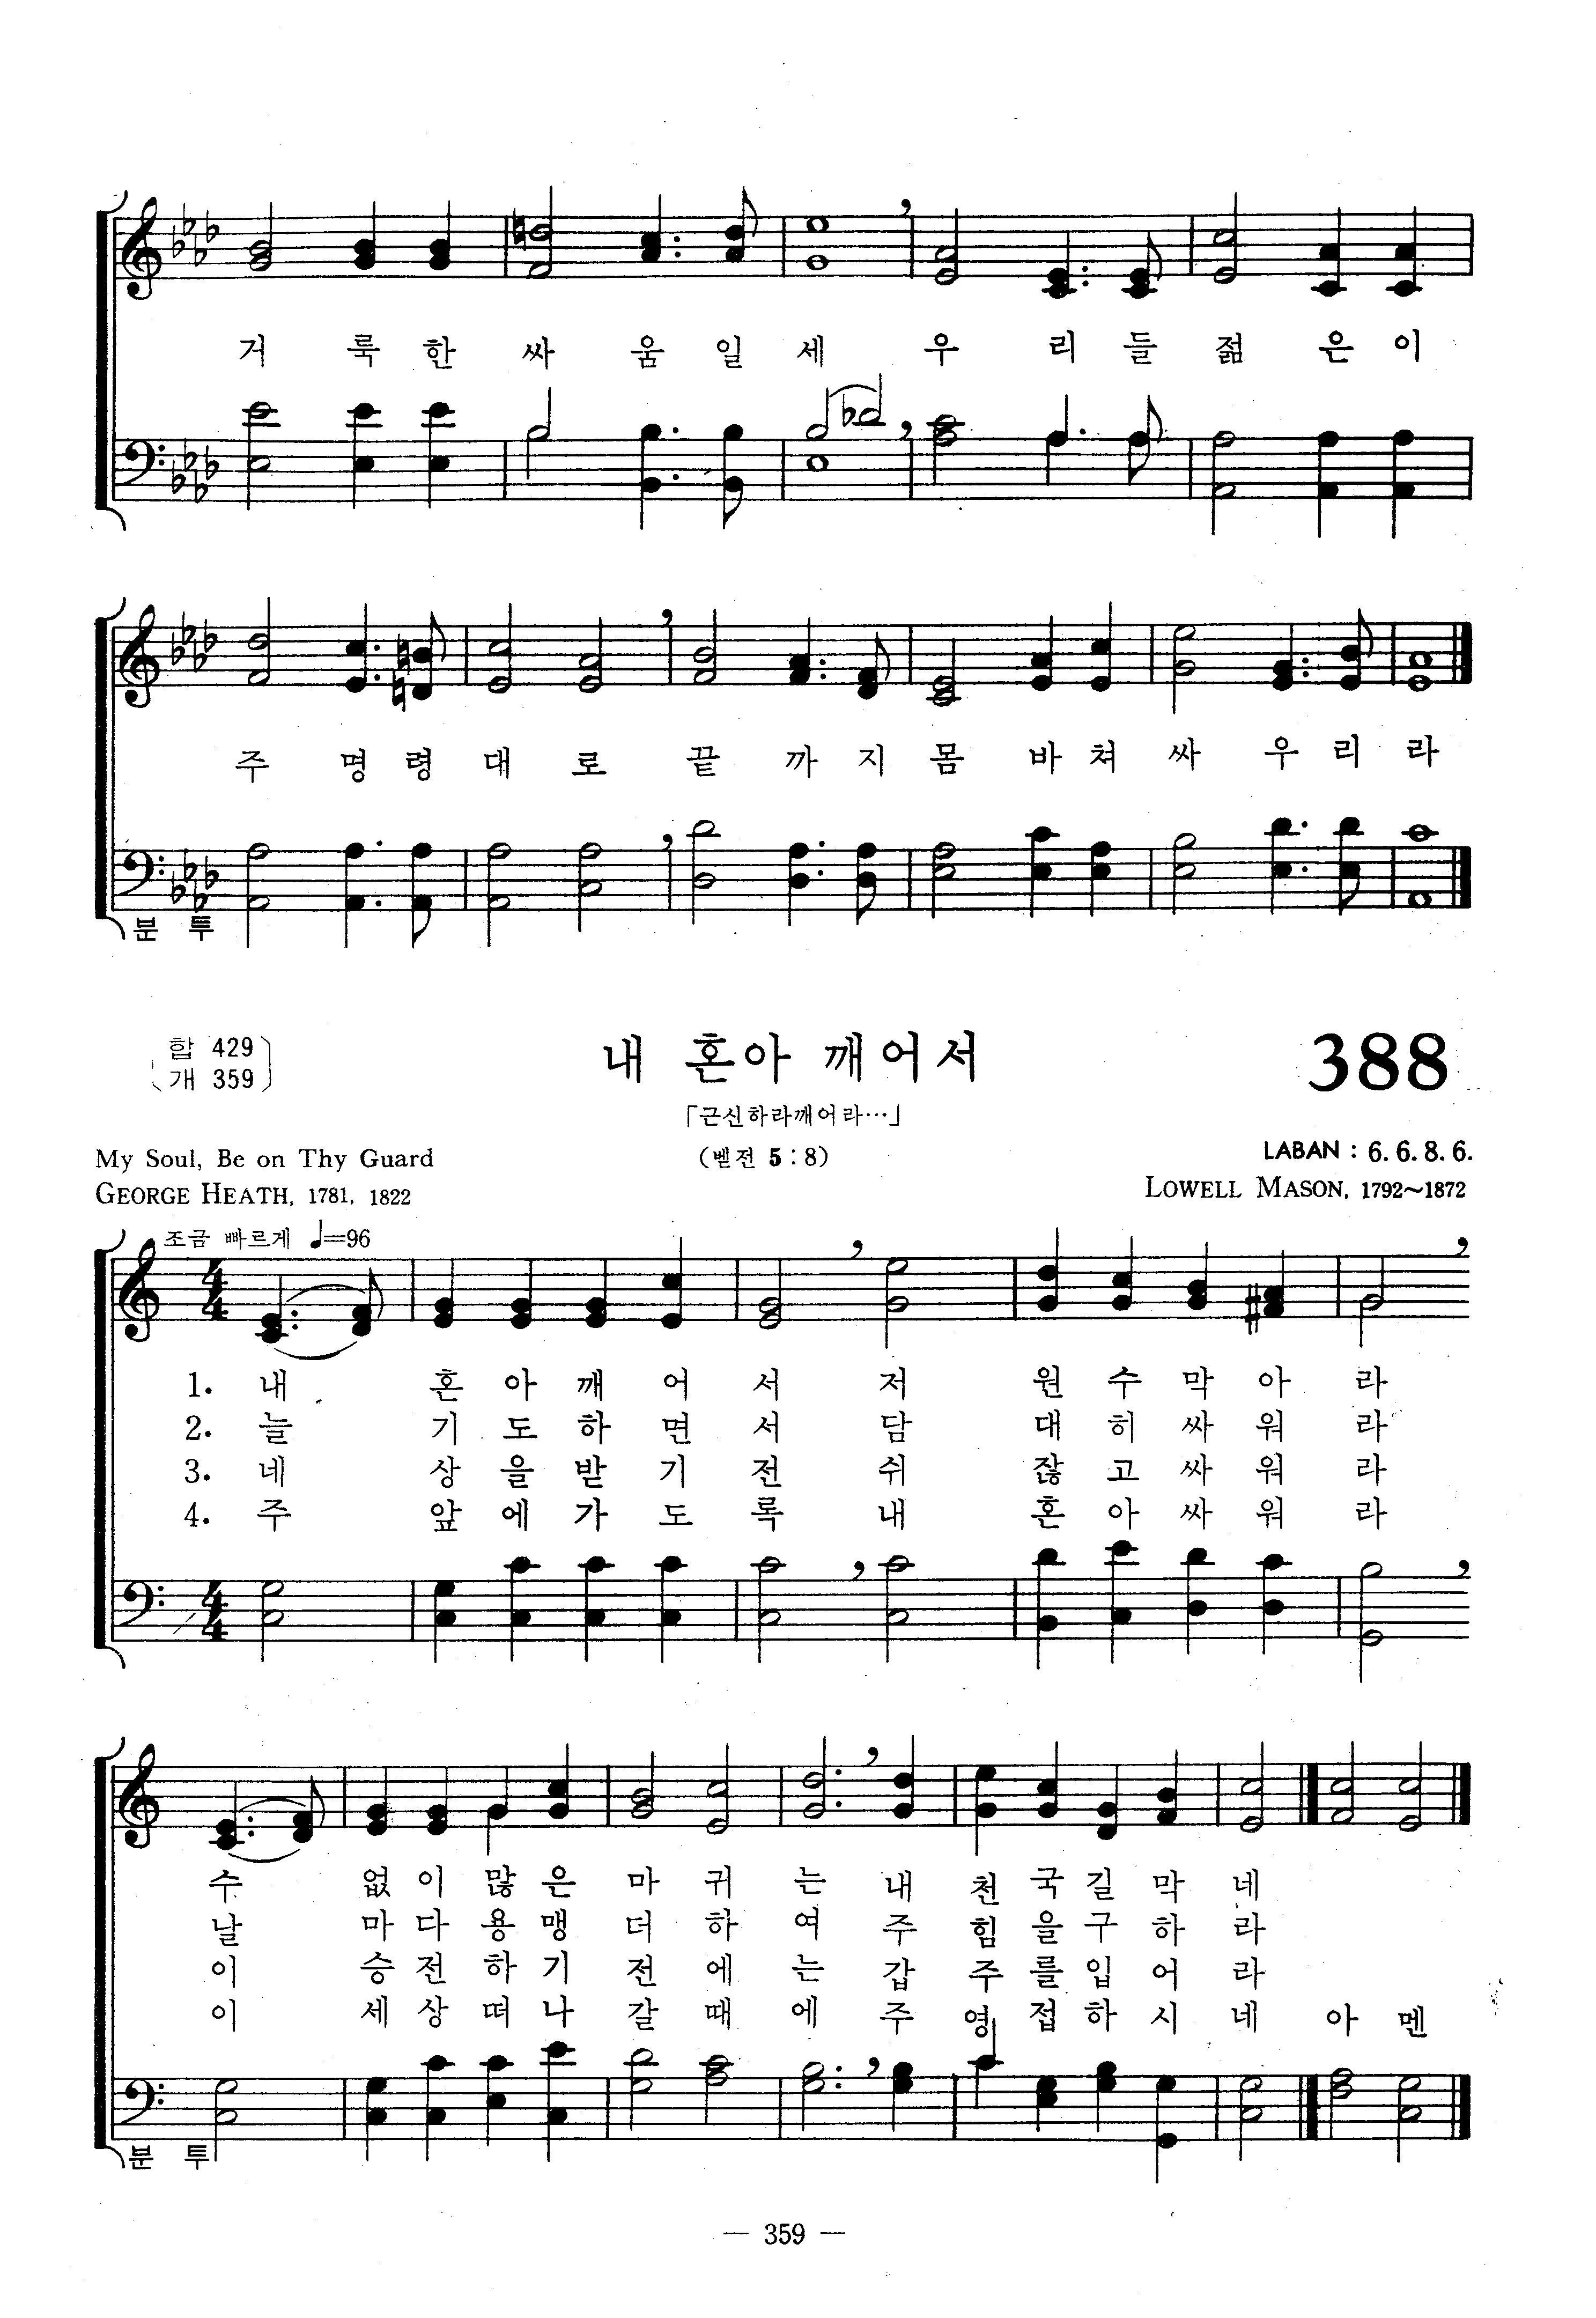 거룩한 싸움일세 우리들 젊은이
주 명령대로 끝까지 몸 바쳐 싸우리라
분 투
합 429
개 359
내 혼아 깨어서
388
「근신하라깨어라…」
(벧전 5 : 8)
My Soul, Be on Thy Guard
LABAN : 6. 6. 8. 6.
GEORGE HEATH, 1781, 1822
LOWELL MASON, 1792~1872
조금 빠르게 ♩=96
4
4
1. 내 혼아깨어서 저 원수막아라
2. 늘 기도하면서 담대히싸워라
3. 네 상을받기전 쉬 잖고싸워라
4. 주 앞에가도록 내 혼아싸워라
4
4
수 없이많은마귀는 내 천국길막네
날 마다용맹더하여 주 힘을구하라
이 승전하기전에는 갑 주를입어라
이 세상떠나갈때에 주 영접하시네 아멘
분 투
— 359 —